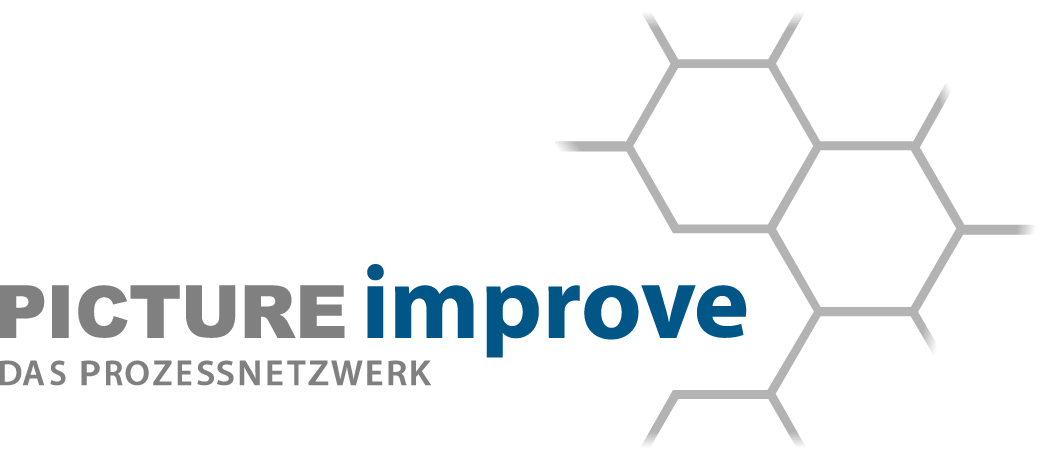 PICTURE improve
DAS PROZESSNETZWERK